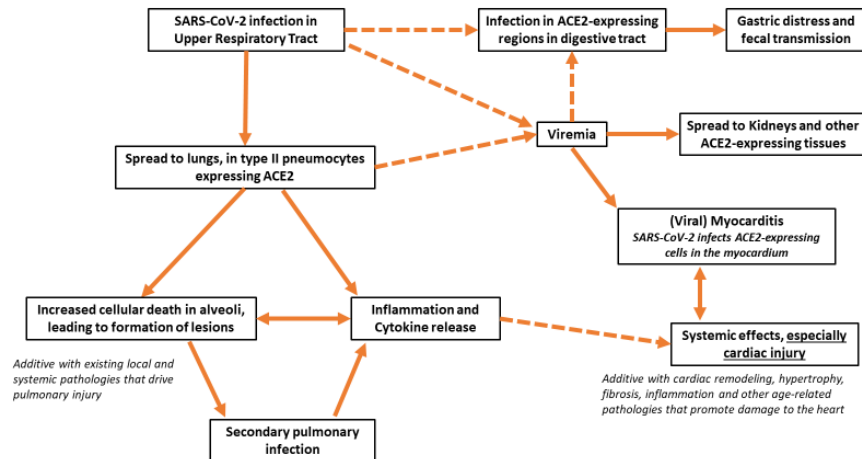 SARS-CoV-2 infection in
Upper Respiratory Tract
Infection in ACE2-expressing
regions in digestive tract
Gastric distress and
fecal transmission
Viremia
Spread to Kidneys and other
ACE2-expressing tissues
Spread to lungs, in type II pneumocytes
expressing ACE2
(Viral) Myocarditis
SARS-CoV-2 infects ACE2-expressing
cells in the myocardium
Increased cellular death in alveoli,
leading to formation of lesions
Inflammation and
Cytokine release
Systemic effects, especially
cardiac injury
Additive with existing local and
systemic pathologies that drive
pulmonary injury
Additive with cardiac remodeling, hypertrophy,
fibrosis, inflammation and other age-related
pathologies that promote damage to the heart
Secondary pulmonary
infection